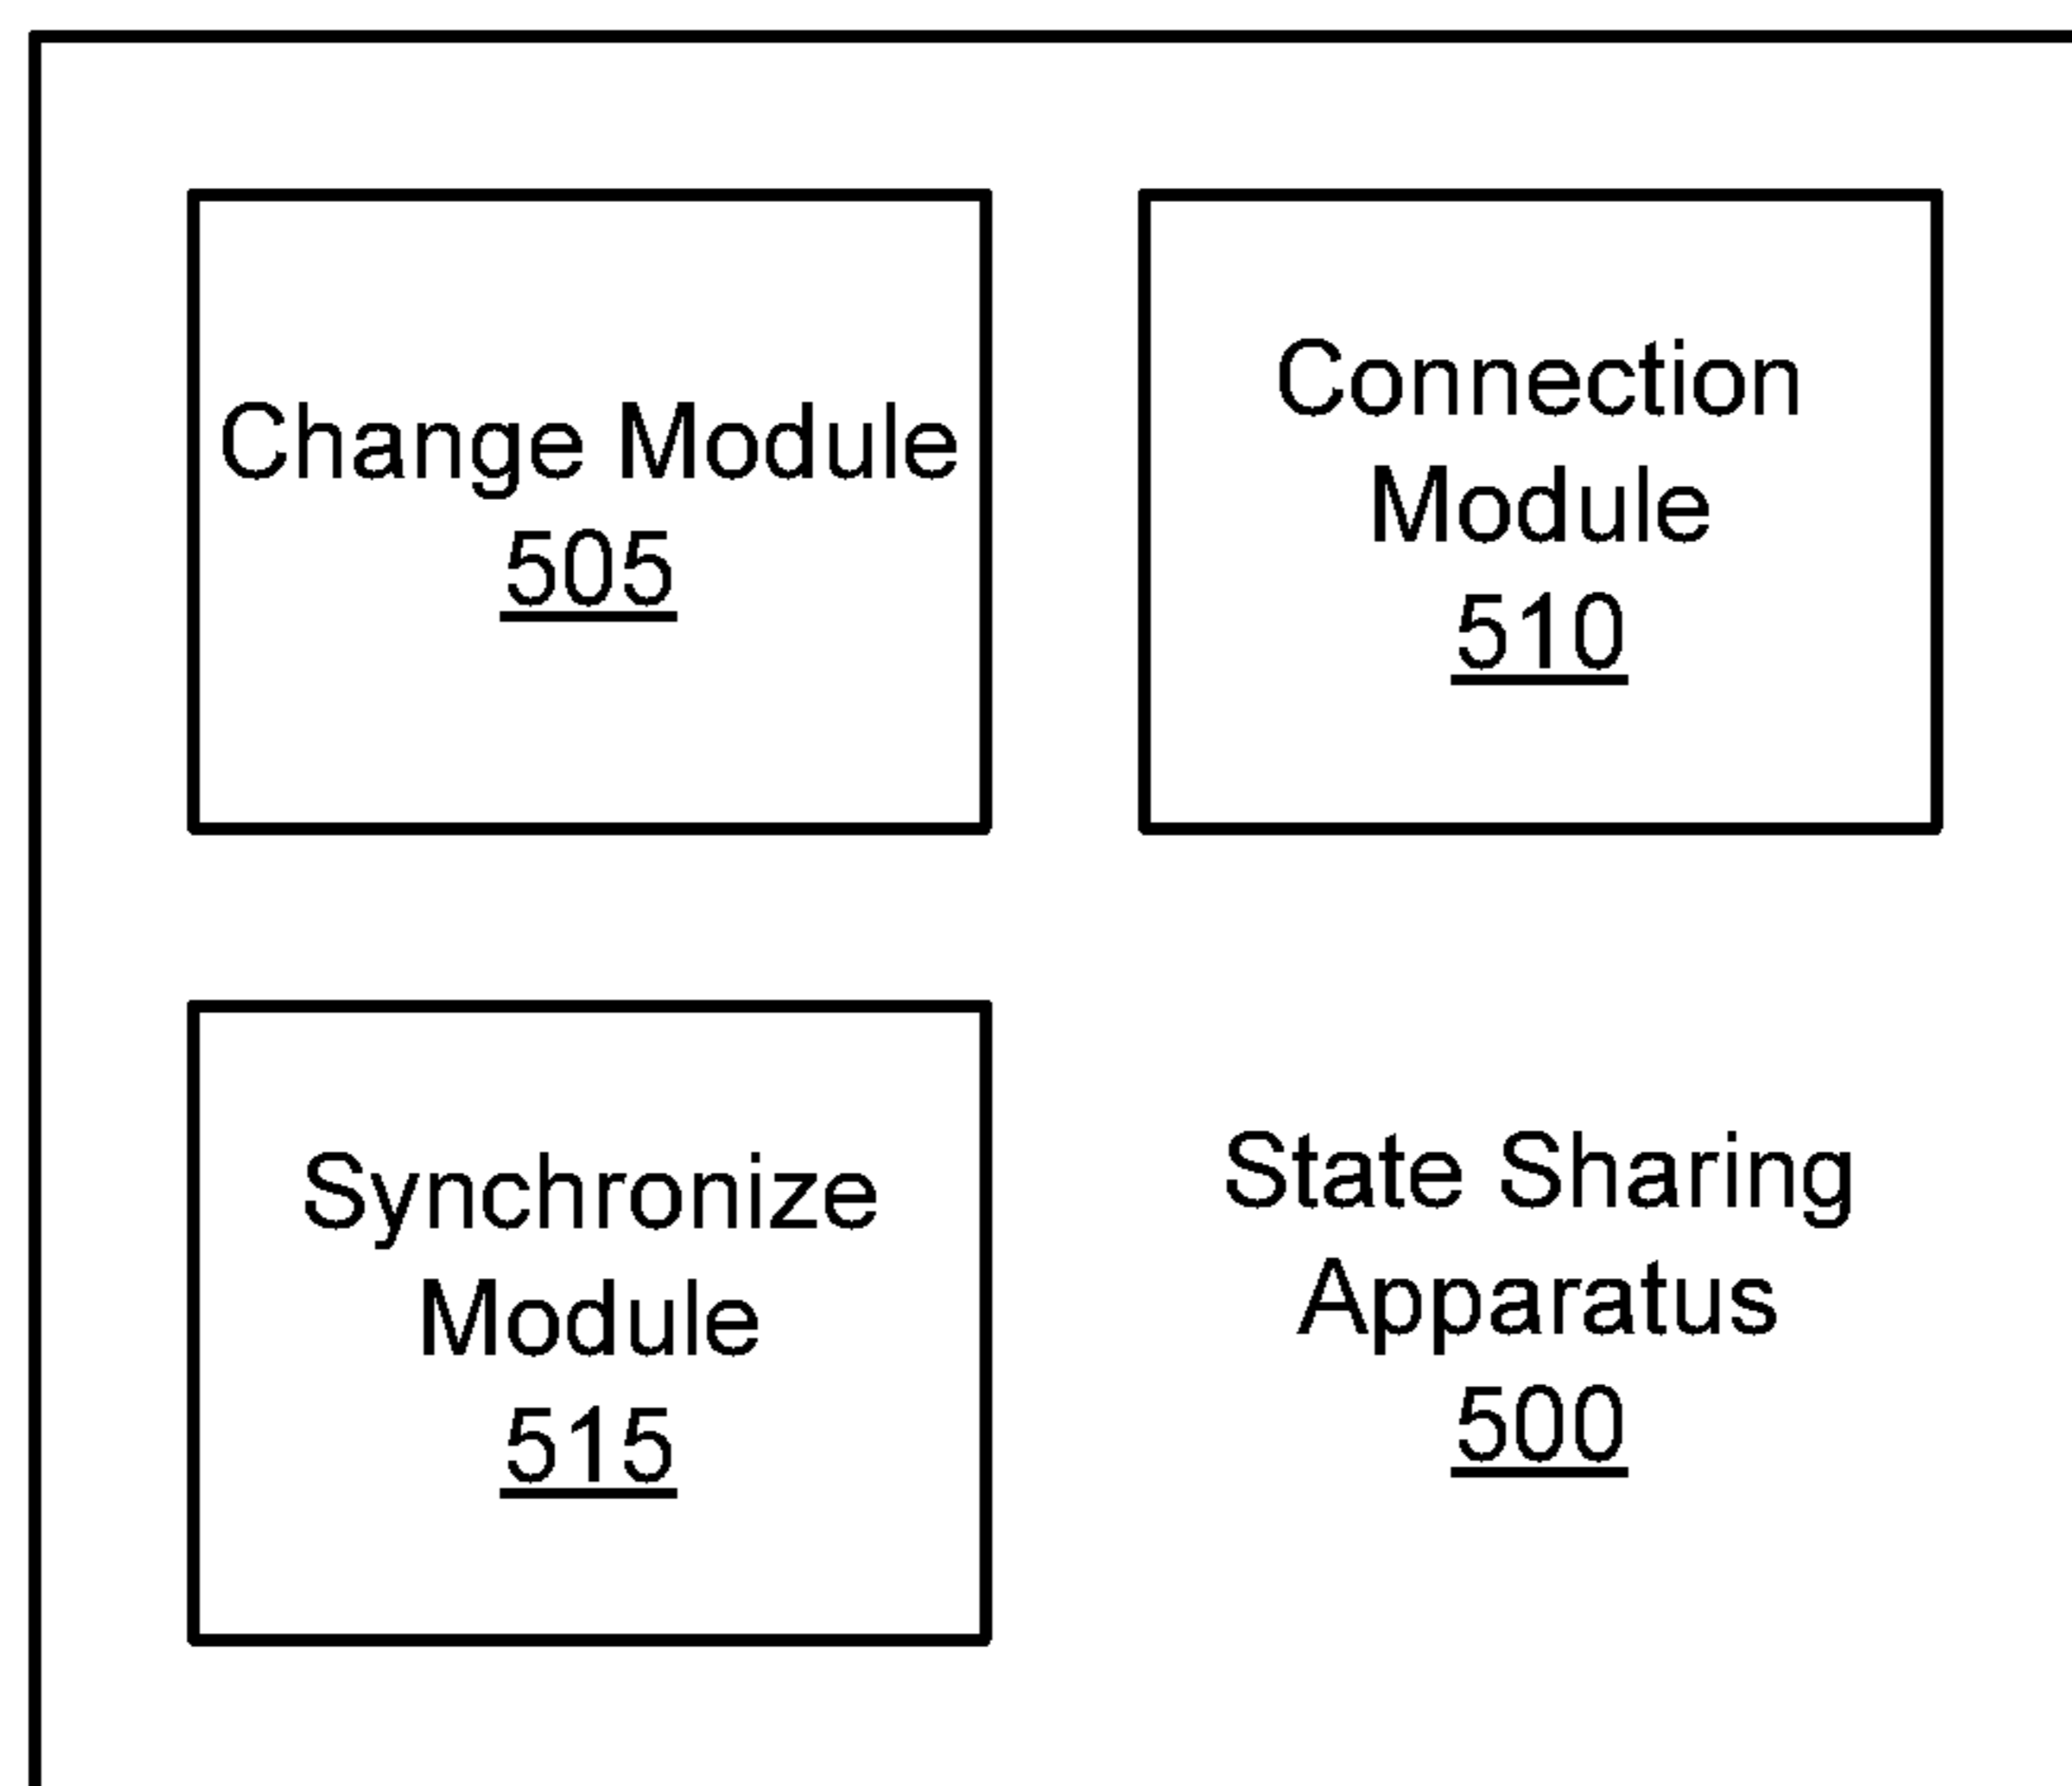 Change Module
505
Connection
Module
510
Synchronize
Module
515
State Sharing
Apparatus
500